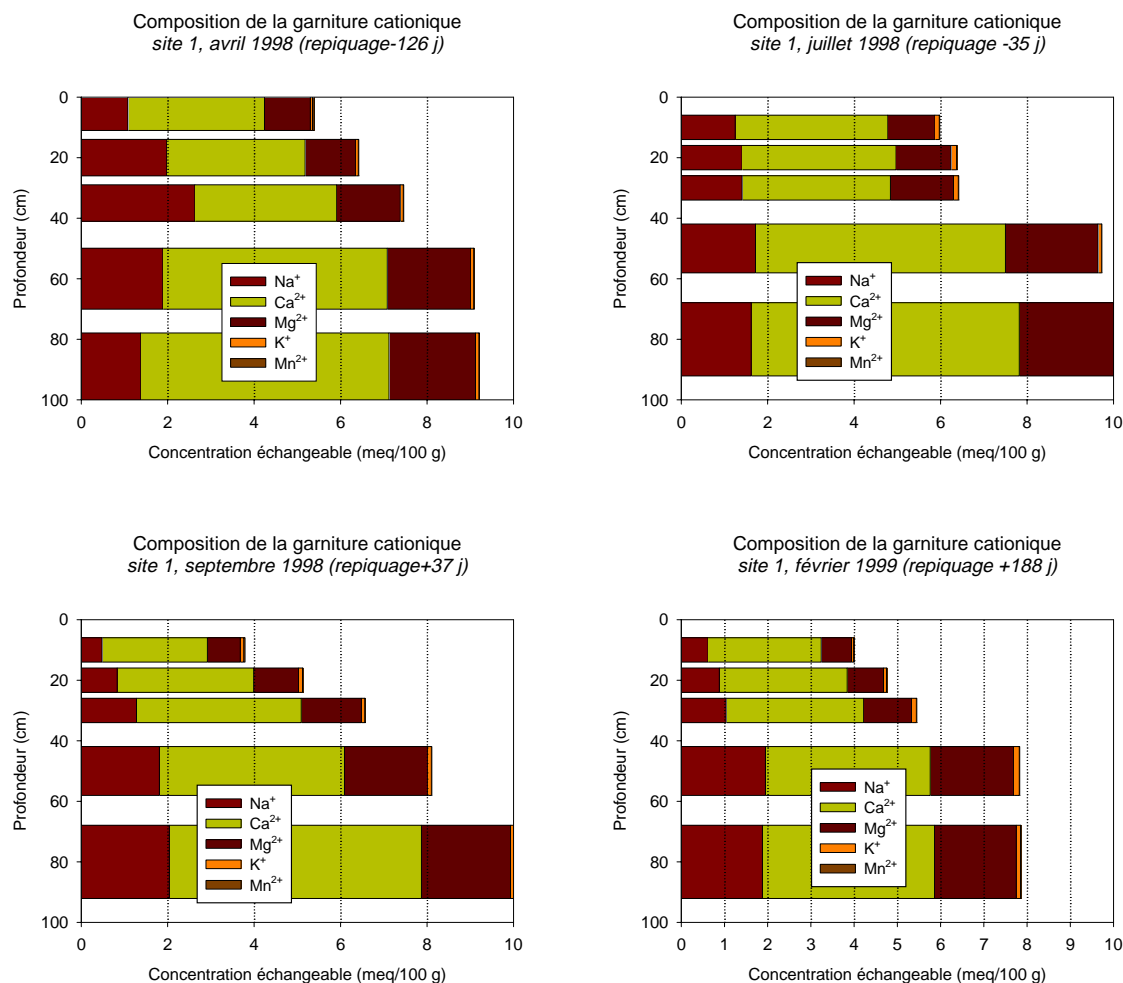 Composition de la garniture cationique
site 1, avril 1998 (repiquage-126 j)
Profondeur (cm)
0
20
40
60
80
100
Na⁺
Ca²⁺
Mg²⁺
K⁺
Mn²⁺
0 2 4 6 8 10
Concentration échangeable (meq/100 g)
Composition de la garniture cationique
site 1, juillet 1998 (repiquage -35 j)
Profondeur (cm)
0
20
40
60
80
100
Na⁺
Ca²⁺
Mg²⁺
K⁺
Mn²⁺
0 2 4 6 8 10
Concentration échangeable (meq/100 g)
Composition de la garniture cationique
site 1, septembre 1998 (repiquage+37 j)
Profondeur (cm)
0
20
40
60
80
100
Na⁺
Ca²⁺
Mg²⁺
K⁺
Mn²⁺
0 2 4 6 8 10
Concentration échangeable (meq/100 g)
Composition de la garniture cationique
site 1, février 1999 (repiquage +188 j)
Profondeur (cm)
0
20
40
60
80
100
Na⁺
Ca²⁺
Mg²⁺
K⁺
Mn²⁺
0 1 2 3 4 5 6 7 8 9 10
Concentration échangeable (meq/100 g)